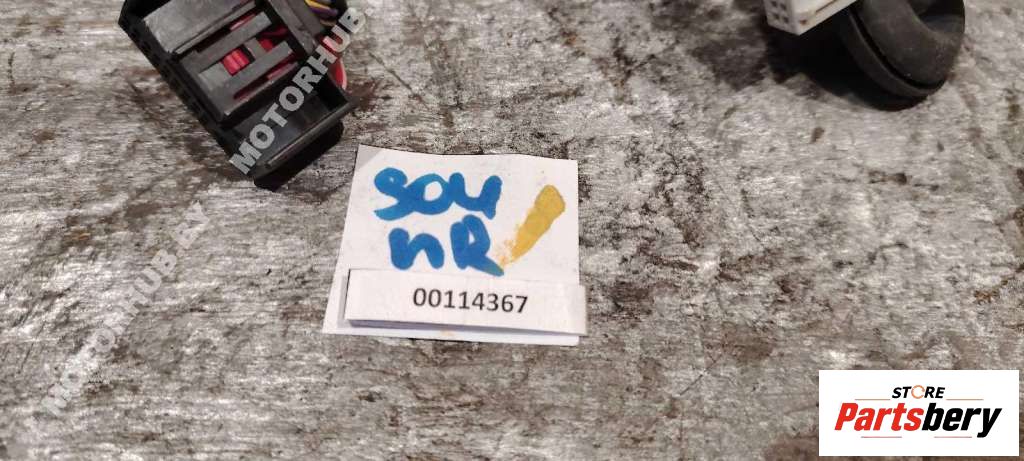 MOTORHUB
SOU
nR
00114367
MOTORHUB.BY
STORE
Partsbery